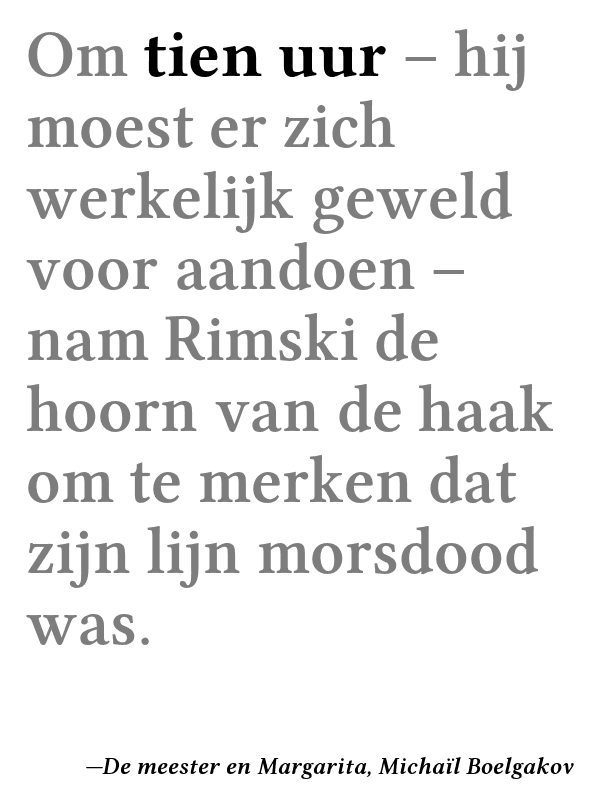 Om tien uur – hij
moest er zich
werkelijk geweld
voor aandoen –
nam Rimski de
hoorn van de haak
om te merken dat
zijn lijn morsdood
was.
—De meester en Margarita, Michaïl Boelgakov